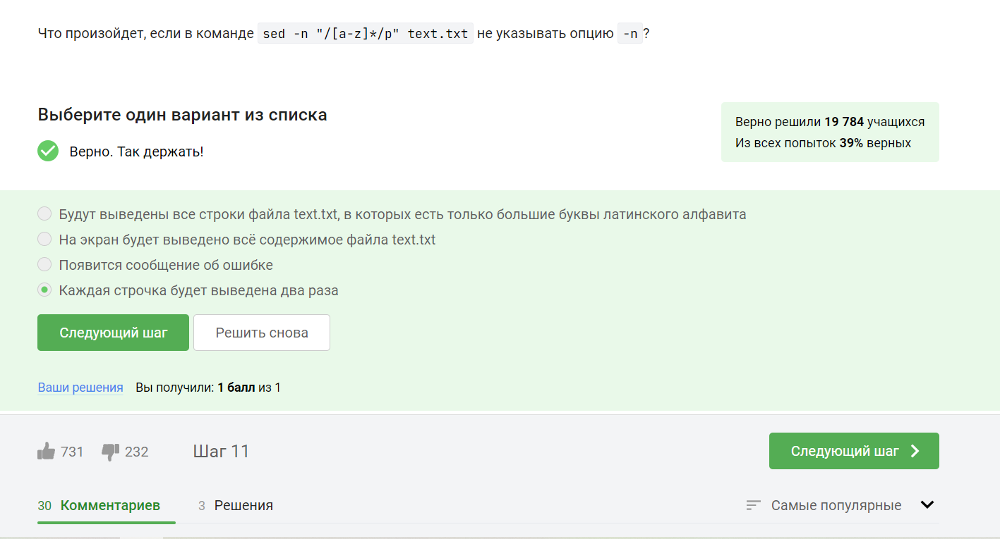 Что произойдет, если в команде sed -n "/[a-z]*/p" text.txt не указывать опцию -n?
Выберите один вариант из списка
Верно. Так держать!
Верно решили 19 784 учащихся
Из всех попыток 39% верных
Будут выведены все строки файла text.txt, в которых есть только большие буквы латинского алфавита
На экран будет выведено всё содержимое файла text.txt
Появится сообщение об ошибке
Каждая строчка будет выведена два раза
Следующий шаг
Решить снова
Ваши решения Вы получили: 1 балл из 1
731 232 Шаг 11
Следующий шаг
30 Комментариев 3 Решения
Самые популярные